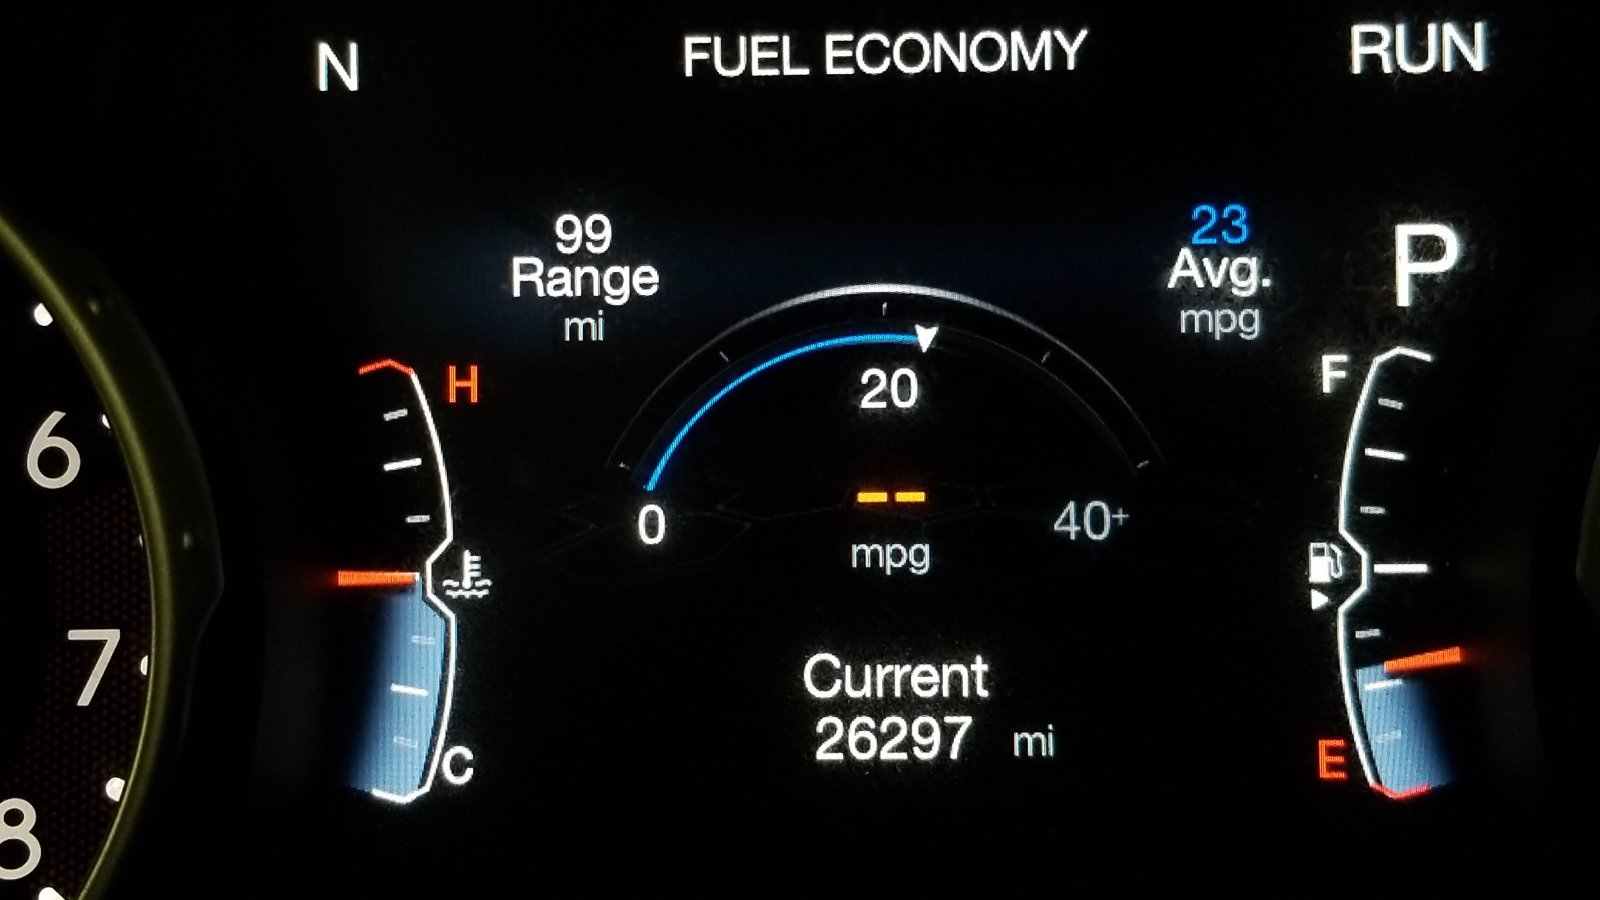 N
FUEL ECONOMY
RUN
99
Range
mi
23
Avg.
mpg
P
H
F
20
6
0
40+
-- 
mpg
7
Current
26297 mi
C
E
8